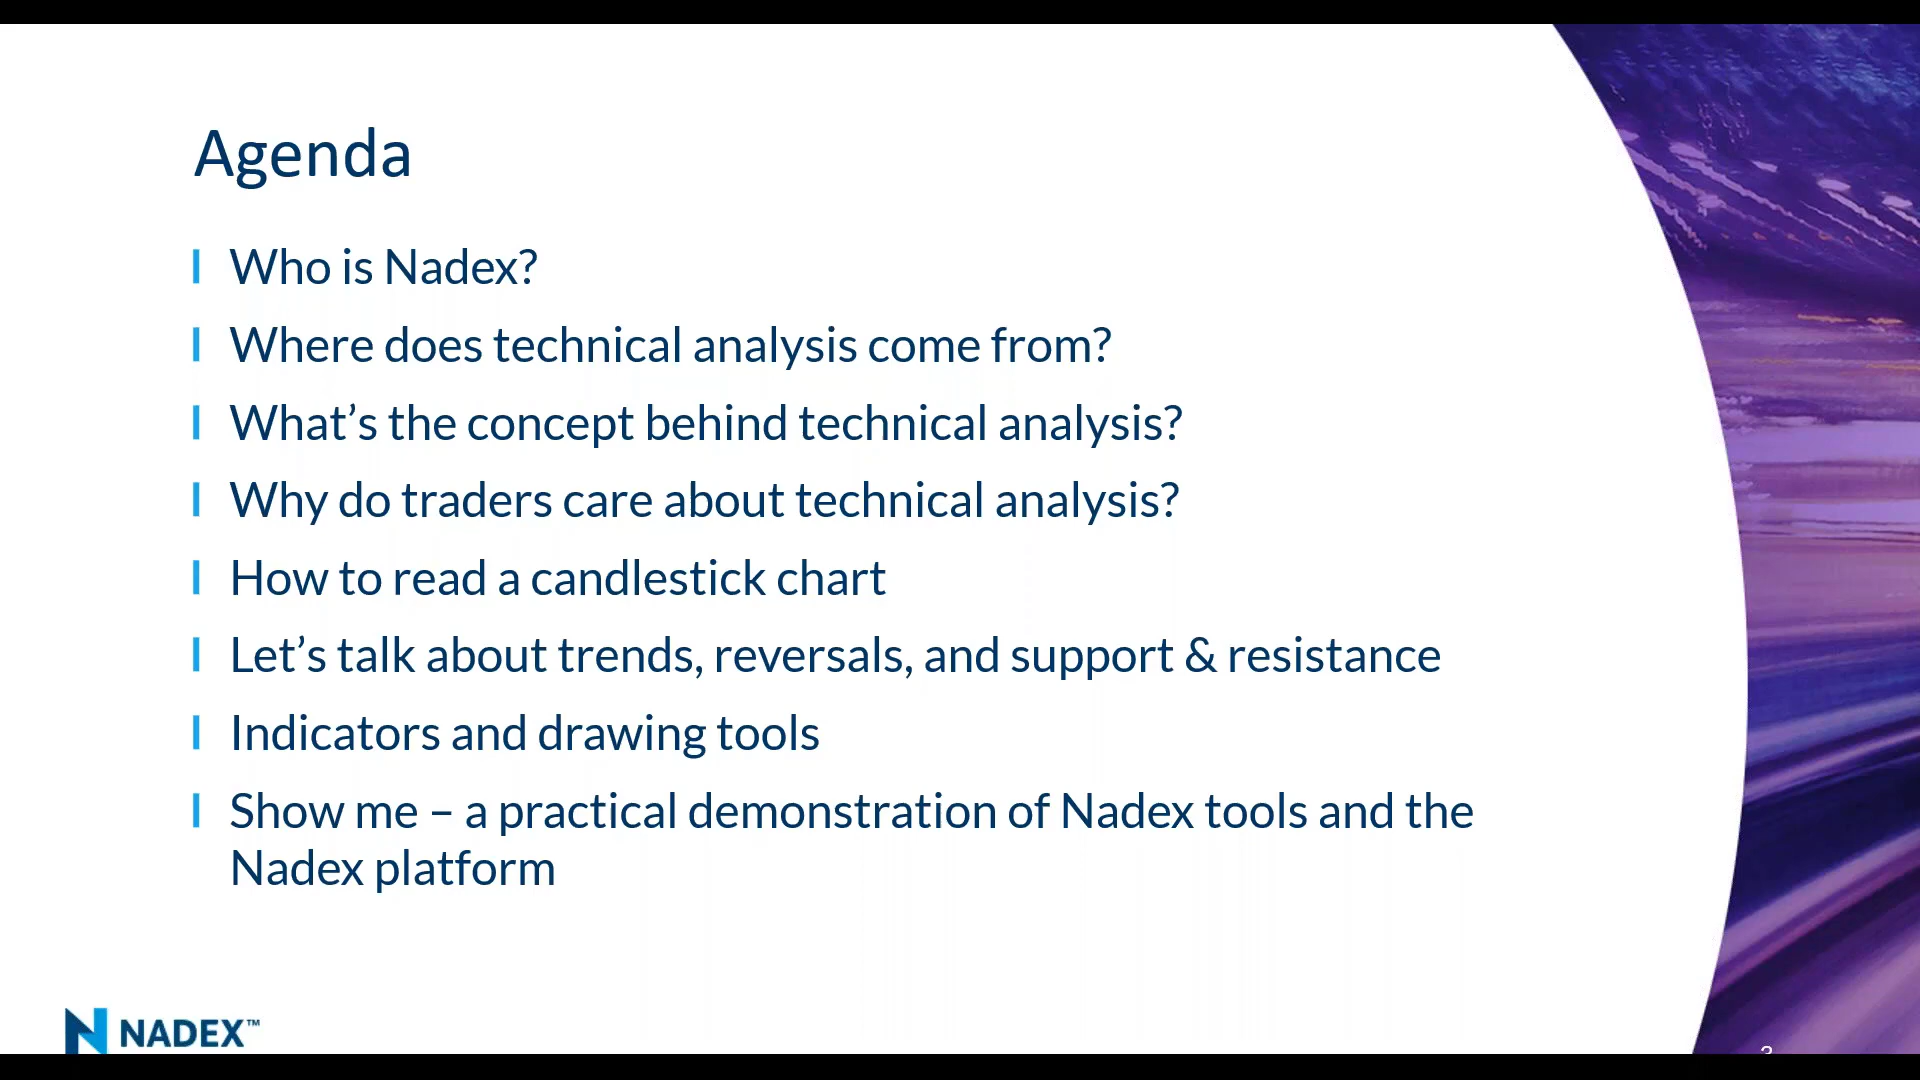 Agenda
Who is Nadex?
Where does technical analysis come from?
What’s the concept behind technical analysis?
Why do traders care about technical analysis?
How to read a candlestick chart
Let’s talk about trends, reversals, and support & resistance
Indicators and drawing tools
Show me – a practical demonstration of Nadex tools and the
Nadex platform
NADEX™